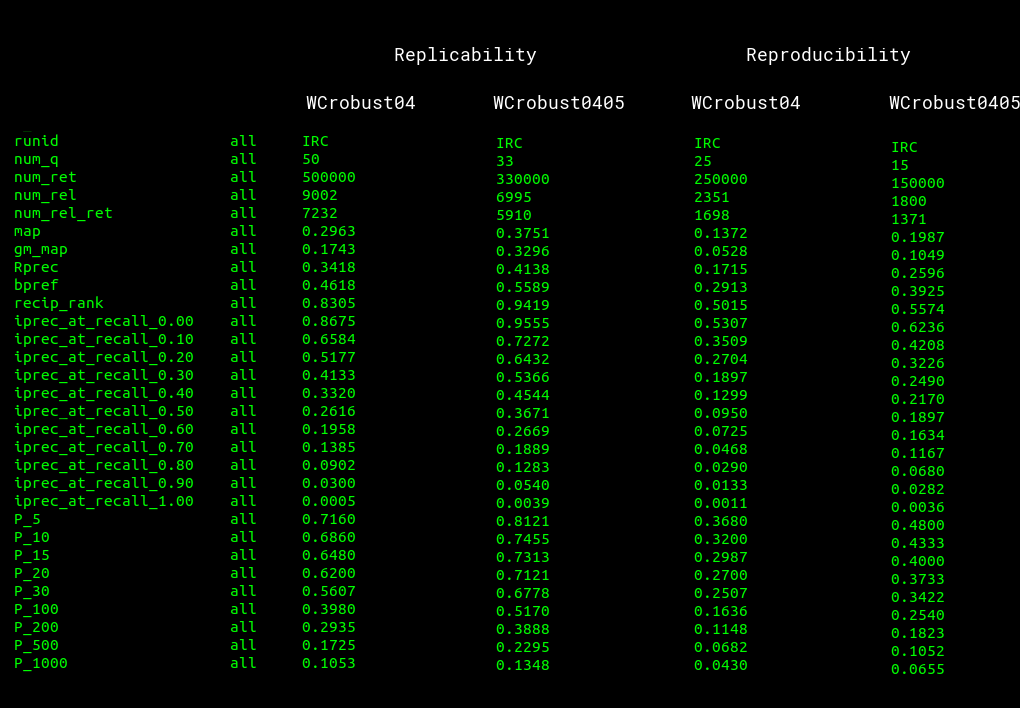 Replicability Reproducibility
WCrobust04 WCrobust0405 WCrobust04 WCrobust0405
runid all IRC IRC IRC IRC
num_q all 50 33 25 15
num_ret all 500000 330000 250000 150000
num_rel all 9002 6995 2351 1800
num_rel_ret all 7232 5910 1698 1371
map all 0.2963 0.3751 0.1372 0.1987
gm_map all 0.1743 0.3296 0.0528 0.1049
Rprec all 0.3418 0.4138 0.1715 0.2596
bpref all 0.4618 0.5589 0.2913 0.3925
recip_rank all 0.8305 0.9419 0.5015 0.5574
iprec_at_recall_0.00 all 0.8675 0.9555 0.5307 0.6236
iprec_at_recall_0.10 all 0.6584 0.7272 0.3509 0.4208
iprec_at_recall_0.20 all 0.5177 0.6432 0.2704 0.3226
iprec_at_recall_0.30 all 0.4133 0.5366 0.1897 0.2490
iprec_at_recall_0.40 all 0.3320 0.4544 0.1299 0.2170
iprec_at_recall_0.50 all 0.2616 0.3671 0.0950 0.1897
iprec_at_recall_0.60 all 0.1958 0.2669 0.0725 0.1634
iprec_at_recall_0.70 all 0.1385 0.1889 0.0468 0.1167
iprec_at_recall_0.80 all 0.0902 0.1283 0.0290 0.0680
iprec_at_recall_0.90 all 0.0300 0.0540 0.0133 0.0282
iprec_at_recall_1.00 all 0.0005 0.0039 0.0011 0.0036
P_5 all 0.7160 0.8121 0.3680 0.4800
P_10 all 0.6860 0.7455 0.3200 0.4333
P_15 all 0.6480 0.7313 0.2987 0.4000
P_20 all 0.6200 0.7121 0.2700 0.3733
P_30 all 0.5607 0.6778 0.2507 0.3422
P_100 all 0.3980 0.5170 0.1636 0.2540
P_200 all 0.2935 0.3888 0.1148 0.1823
P_500 all 0.1725 0.2295 0.0682 0.1052
P_1000 all 0.1053 0.1348 0.0430 0.0655